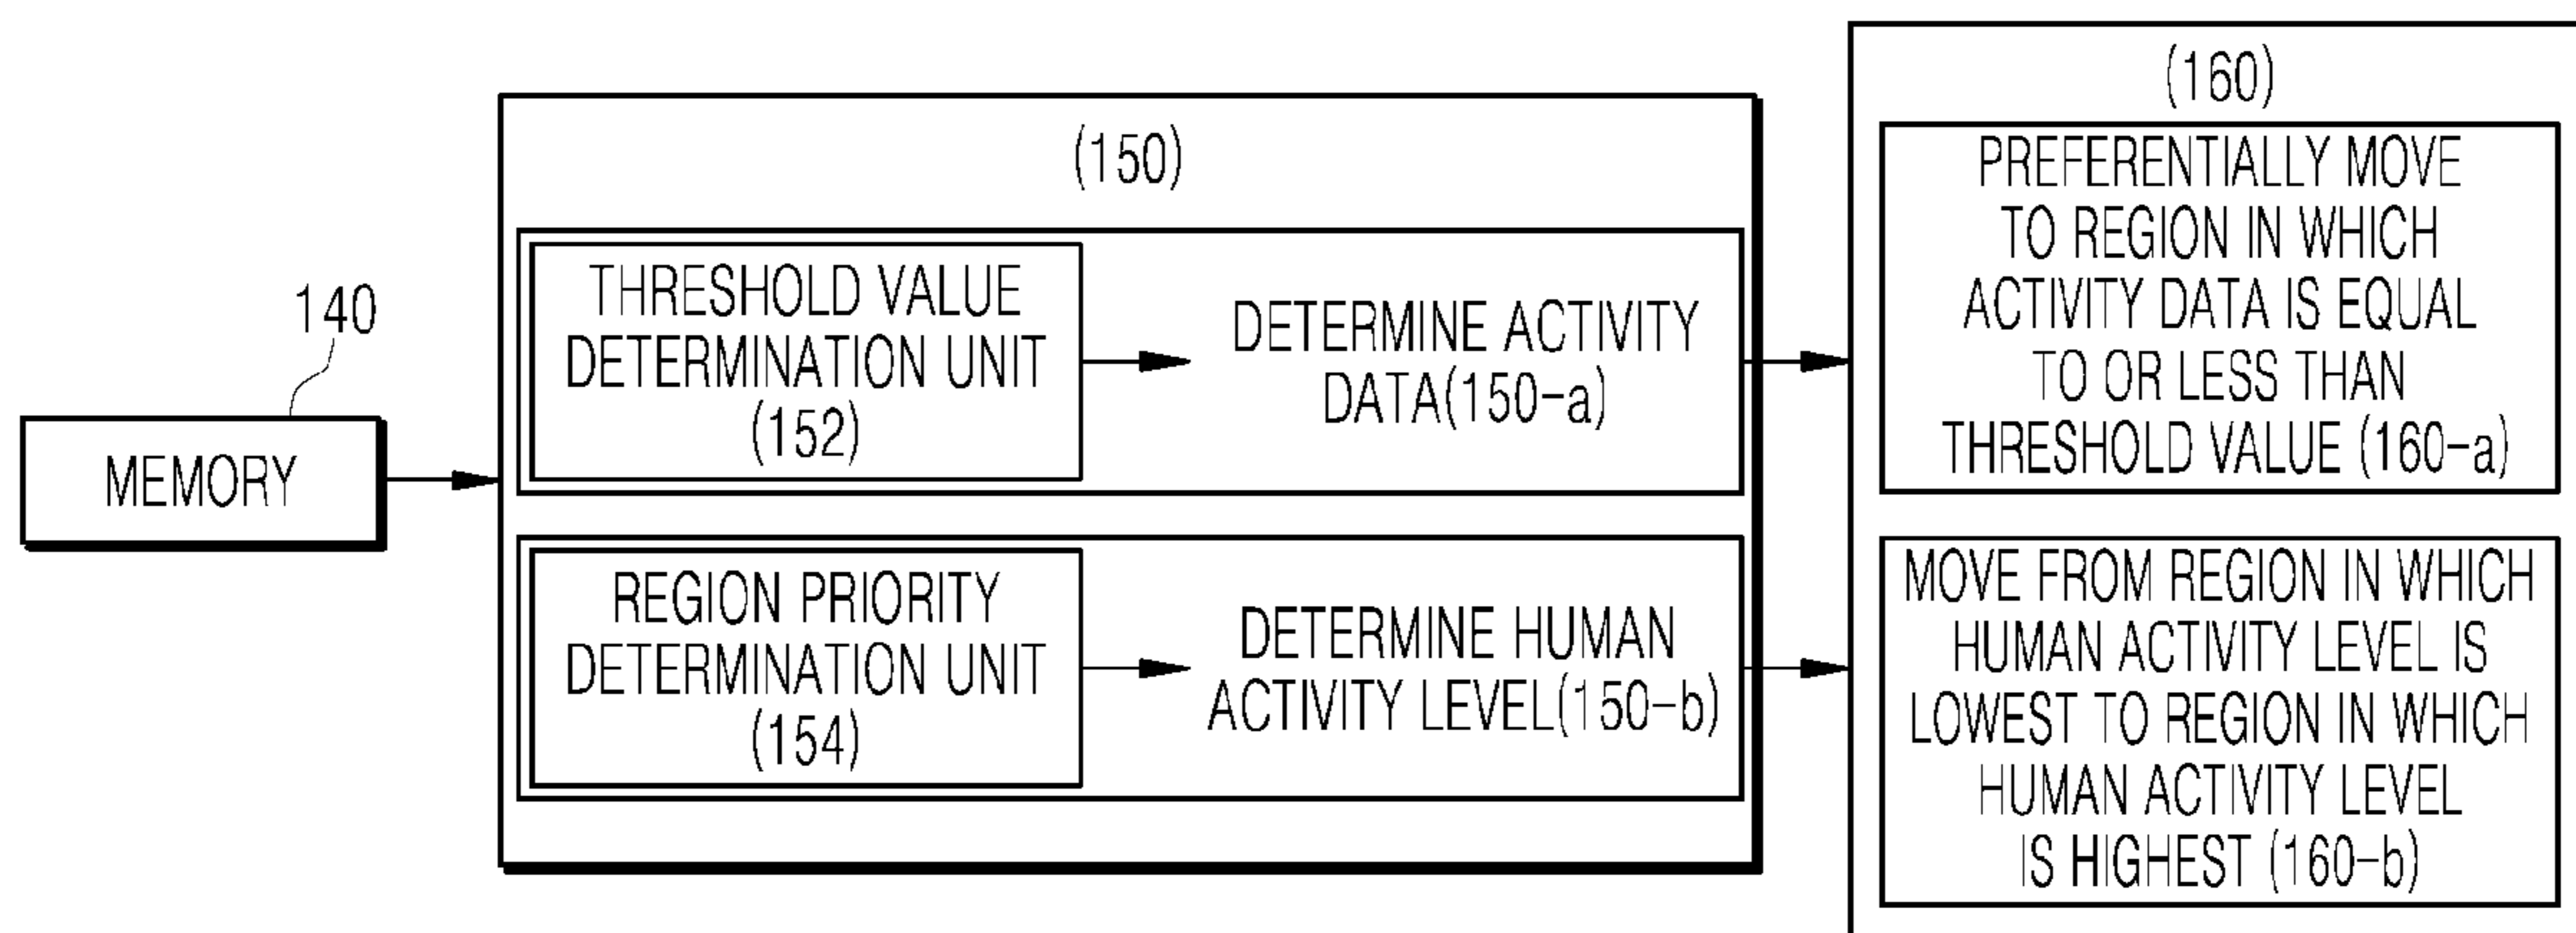 140
MEMORY
(150)
THRESHOLD VALUE
DETERMINATION UNIT
(152)
DETERMINE ACTIVITY
DATA(150-a)
REGION PRIORITY
DETERMINATION UNIT
(154)
DETERMINE HUMAN
ACTIVITY LEVEL(150-b)
(160)
PREFERENTIALLY MOVE
TO REGION IN WHICH
ACTIVITY DATA IS EQUAL
TO OR LESS THAN
THRESHOLD VALUE (160-a)
MOVE FROM REGION IN WHICH
HUMAN ACTIVITY LEVEL IS
LOWEST TO REGION IN WHICH
HUMAN ACTIVITY LEVEL
IS HIGHEST (160-b)